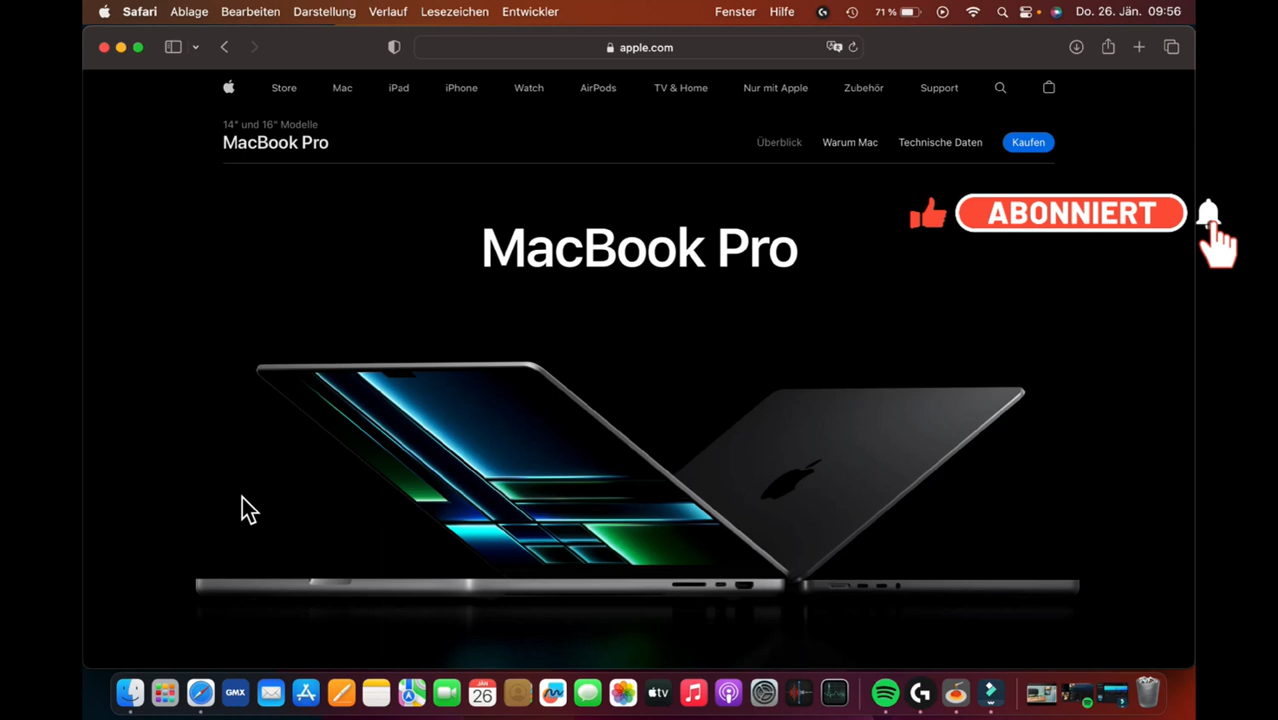 Safari Ablage Bearbeiten Darstellung Verlauf Lesezeichen Entwickler Fenster Hilfe 71 % Do. 26. Jän. 09:56
apple.com
Store Mac iPad iPhone Watch AirPods TV & Home Nur mit Apple Zubehör Support
14" und 16" Modelle
MacBook Pro
Überblick Warum Mac Technische Daten Kaufen
ABONNIERT
MacBook Pro
GMX JÄN 26 tv